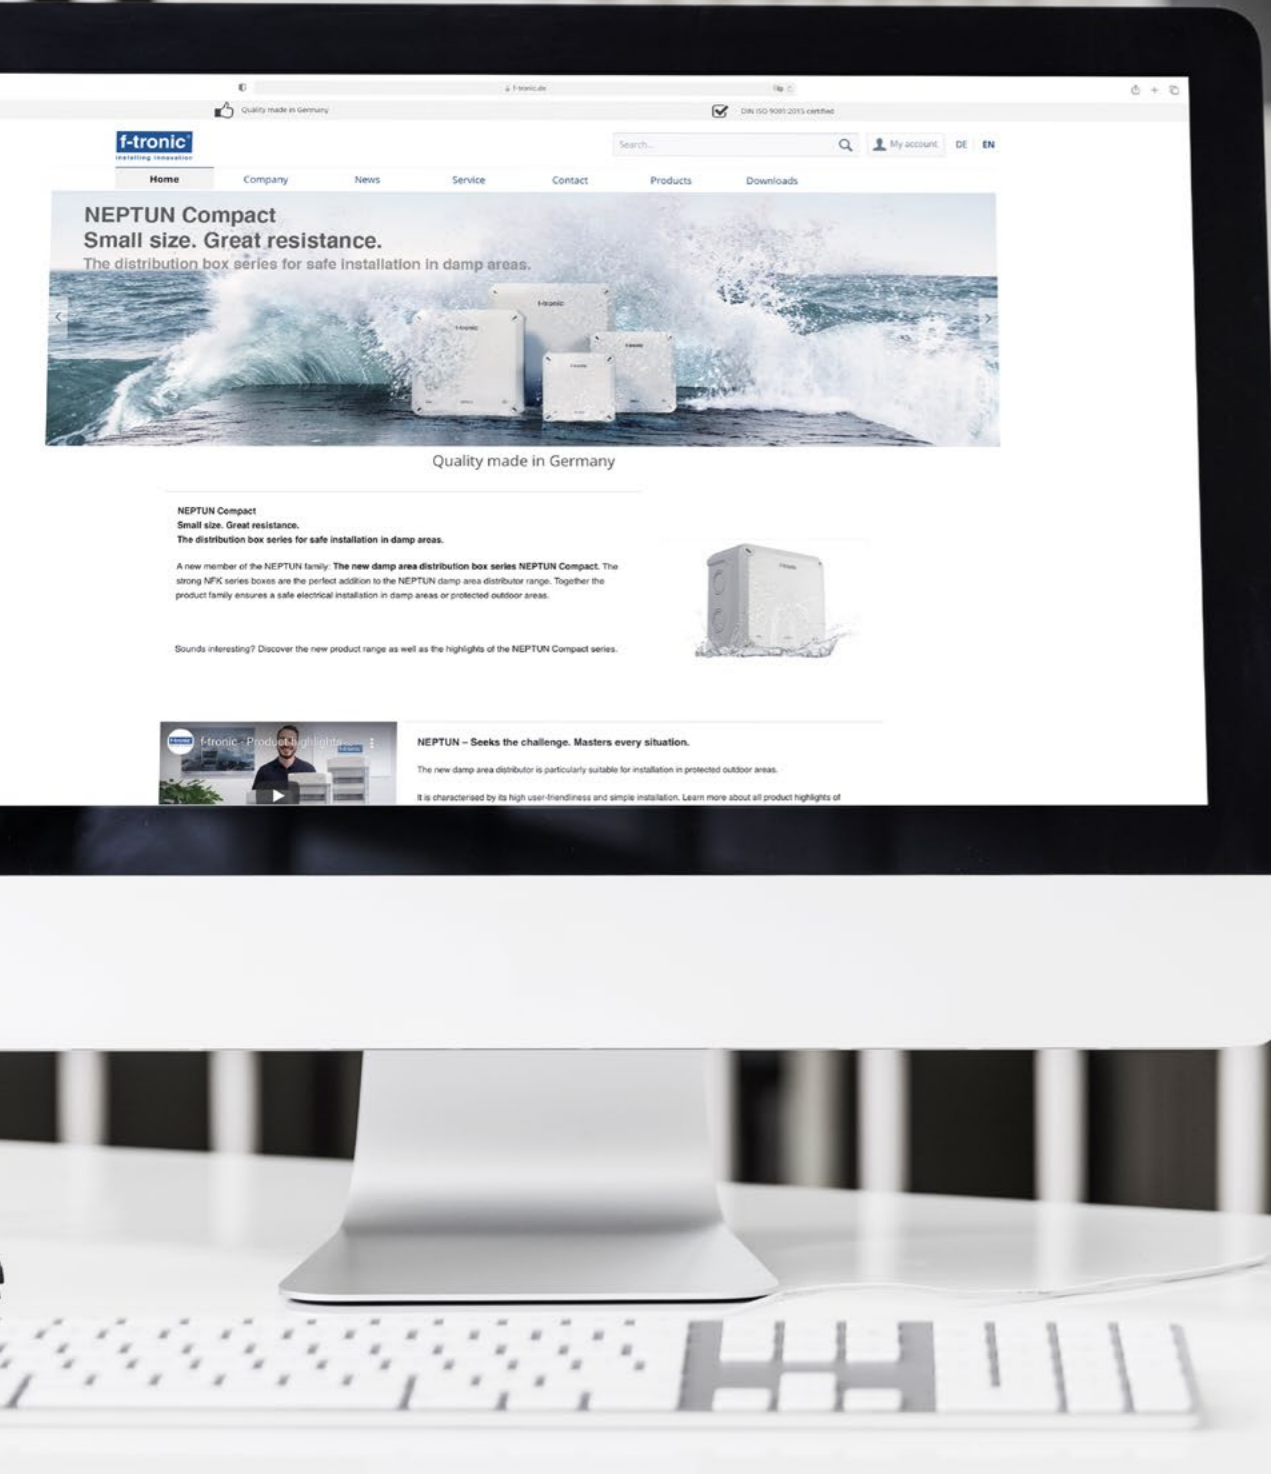 f-tronic.de
Quality made in Germany
DIN ISO 9001:2015 certified
f-tronic®
installing innovation
Search...
My account
DE
EN
Home
Company
News
Service
Contact
Products
Downloads
NEPTUN Compact
Small size. Great resistance.
The distribution box series for safe installation in damp areas.
f-tronic
f-tronic
f-tronic
f-tronic
Quality made in Germany
NEPTUN Compact
Small size. Great resistance.
The distribution box series for safe installation in damp areas.
A new member of the NEPTUN family: The new damp area distribution box series NEPTUN Compact. The
strong NFK series boxes are the perfect addition to the NEPTUN damp area distributor range. Together the
product family ensures a safe electrical installation in damp areas or protected outdoor areas.
f-tronic
Sounds interesting? Discover the new product range as well as the highlights of the NEPTUN Compact series.
f-tronic - Product highlights...
f-tronic
f-tronic
NEPTUN – Seeks the challenge. Masters every situation.
The new damp area distributor is particularly suitable for installation in protected outdoor areas.
It is characterised by its high user-friendliness and simple installation. Learn more about all product highlights of